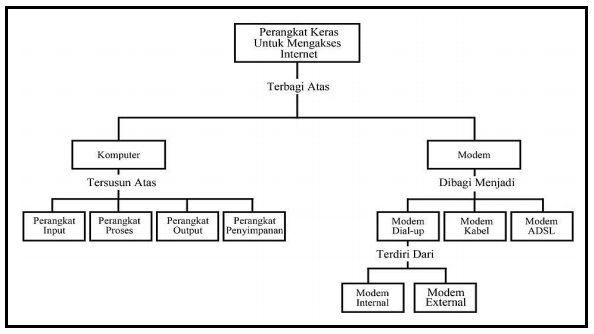 Perangkat Keras
Untuk Mengakses
Internet
Terbagi Atas
Komputer
Modem
Tersusun Atas
Dibagi Menjadi
Perangkat
Input
Perangkat
Proses
Perangkat
Output
Perangkat
Penyimpanan
Modem
Dial-up
Modem
Kabel
Modem
ADSL
Terdiri Dari
Modem
Internal
Modem
External